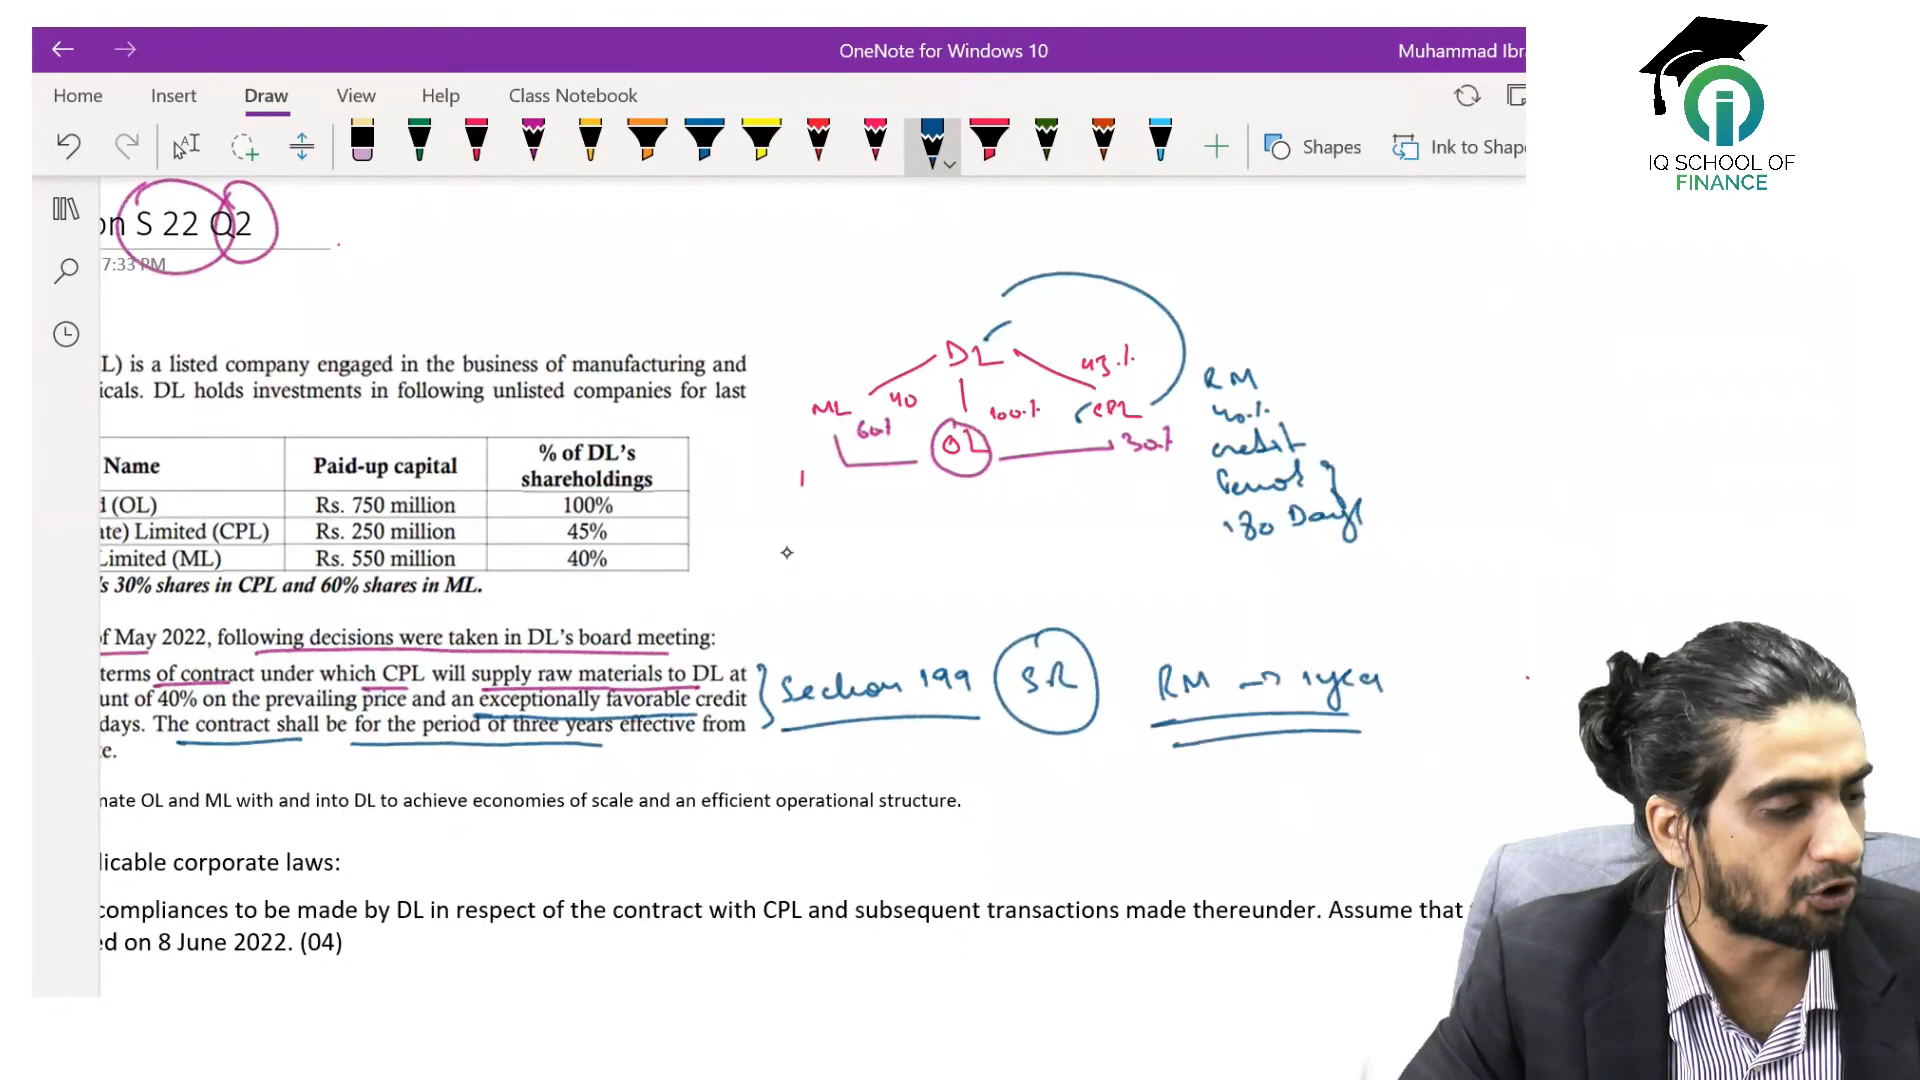 OneNote for Windows 10
Muhammad Ibr
Home Insert Draw View Help Class Notebook
Shapes
Ink to Shap
IQ SCHOOL OF
FINANCE
on S 22 Q2
7:33 PM
L) is a listed company engaged in the business of manufacturing and
icals. DL holds investments in following unlisted companies for last
Name Paid-up capital % of DL's shareholdings
d (OL) Rs. 750 million 100%
ate) Limited (CPL) Rs. 250 million 45%
Limited (ML) Rs. 550 million 40%
's 30% shares in CPL and 60% shares in ML.
of May 2022, following decisions were taken in DL's board meeting:
terms of contract under which CPL will supply raw materials to DL at
unt of 40% on the prevailing price and an exceptionally favorable credit
days. The contract shall be for the period of three years effective from
e.
nate OL and ML with and into DL to achieve economies of scale and an efficient operational structure.
licable corporate laws:
compliances to be made by DL in respect of the contract with CPL and subsequent transactions made thereunder. Assume that
ed on 8 June 2022. (04)
DL
ML 40 100% CPL
60% OL 30%
RM
40%
credit
Period
180 Days
Section 199 SR RM → 1 year